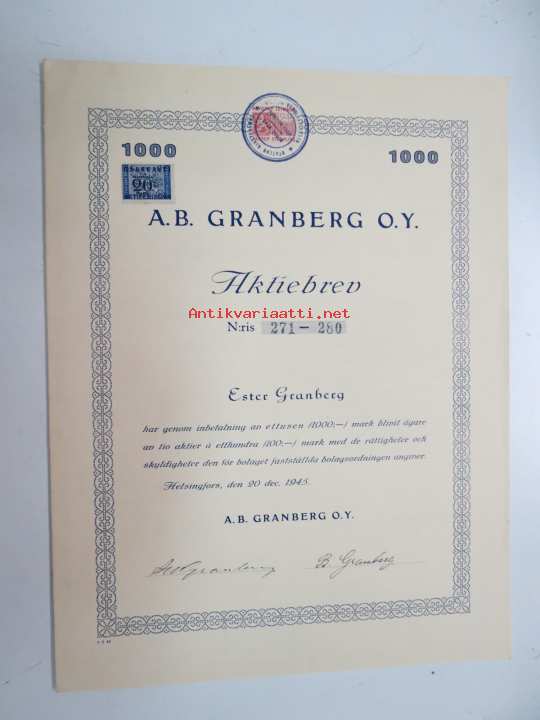 1000
1000
20
A.B. GRANBERG O.Y.
Aktiebrev
Antikvariaatti.net
N:ris 271 — 280
Ester Granberg
har genom inbetalning av ettusen (1000:—) mark blivit ägare
av tio aktier á etthundra (100:—) mark med de rättigheter och
skyldigheter den för bolaget fastställda bolagsordningen angiver.
Helsingfors, den 20 dec. 1945.
A.B. GRANBERG O.Y.
B. Granberg